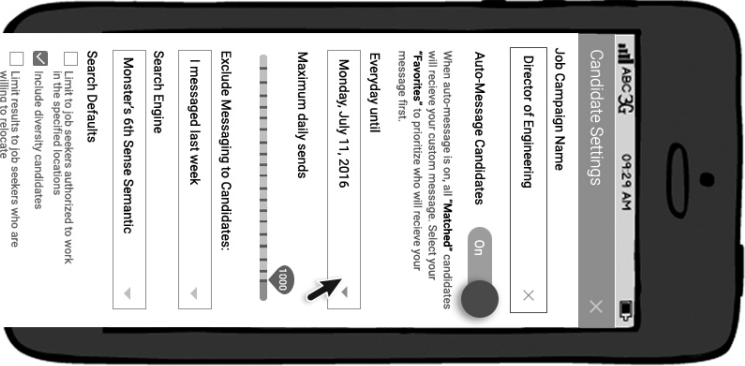 ABC 3G 09:29 AM
Candidate Settings
Job Campaign Name
Director of Engineering
Auto-Message Candidates
On
When auto-message is on, all "Matched" candidates
will recieve your custom message. Select your
"Favorites" to prioritize who will recieve your
message first.
Everyday until
Monday, July 11, 2016
Maximum daily sends
1000
Exclude Messaging to Candidates:
I messaged last week
Search Engine
Monster's 6th Sense Semantic
Search Defaults
Limit to job seekers authorized to work
in the specified locations
Include diversity candidates
Limit results to job seekers who are
willing to relocate